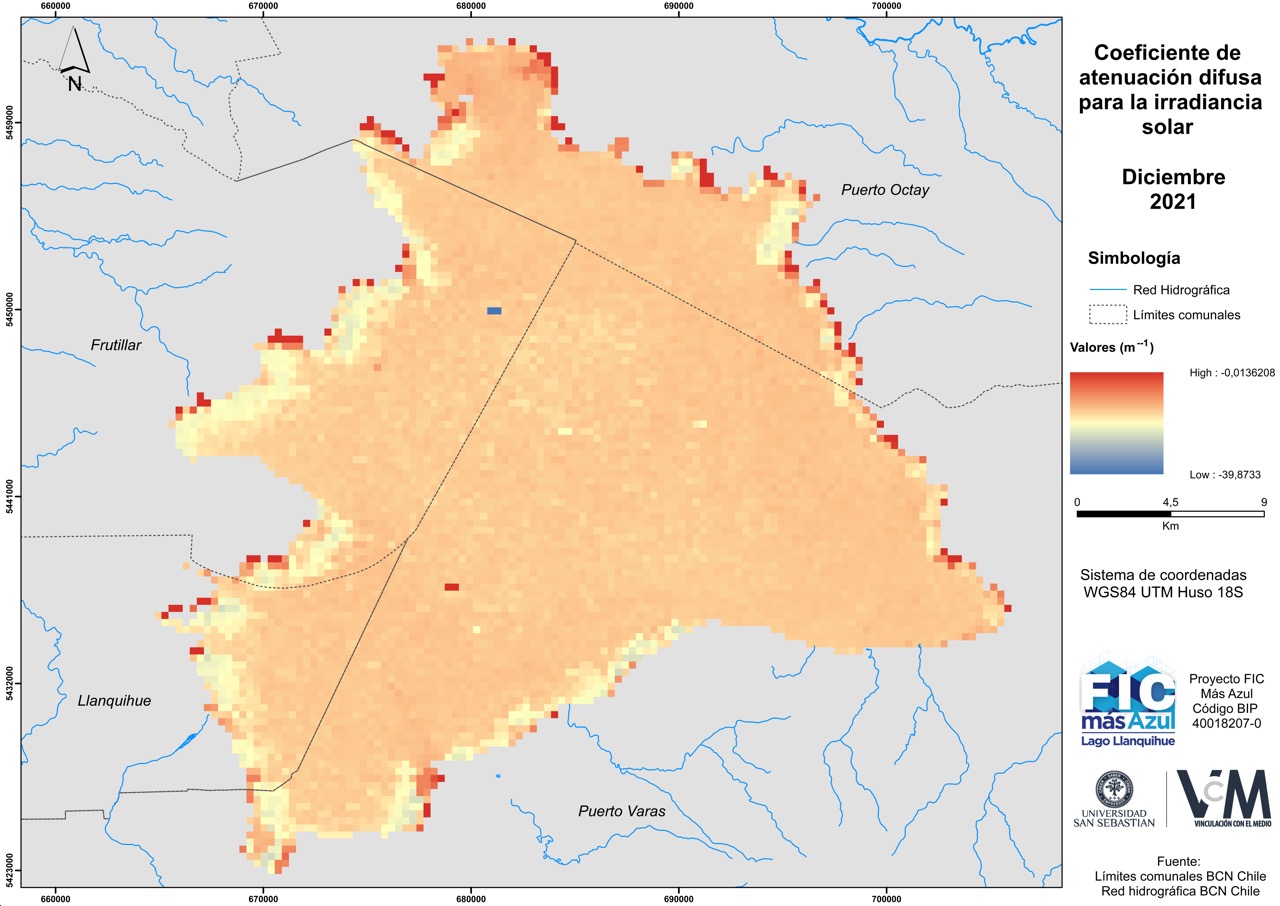 660000
670000
680000
690000
700000
Coeficiente de
atenuación difusa
para la irradiancia
solar
Diciembre
2021
N
5459000
5450000
5441000
5432000
5423000
Puerto Octay
Frutillar
Llanquihue
Puerto Varas
Simbología
Red Hidrográfica
Límites comunales
Valores (m⁻¹)
High : -0,0136208
Low : -39,8733
0 4,5 9
Km
Sistema de coordenadas
WGS84 UTM Huso 18S
FIC
más Azul
Lago Llanquihue
Proyecto FIC
Más Azul
Código BIP
40018207-0
UNIVERSIDAD
SAN SEBASTIAN
VcM
VINCULACIÓN CON EL MEDIO
Fuente:
Límites comunales BCN Chile
Red hidrográfica BCN Chile
660000
670000
680000
690000
700000